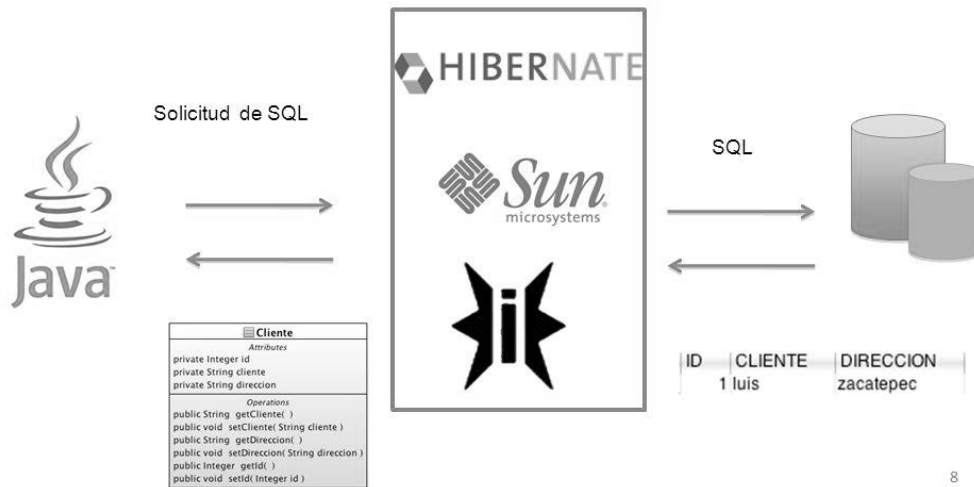 HIBERNATE
Solicitud de SQL
SQL
Sun
microsystems
Java
Cliente
Attributes
private Integer id
private String cliente
private String direccion
Operations
public String getCliente( )
public void setCliente( String cliente )
public String getDireccion( )
public void setDireccion( String direccion )
public Integer getId( )
public void setId( Integer id )
ID CLIENTE DIRECCION
1 luis zacatepec
8